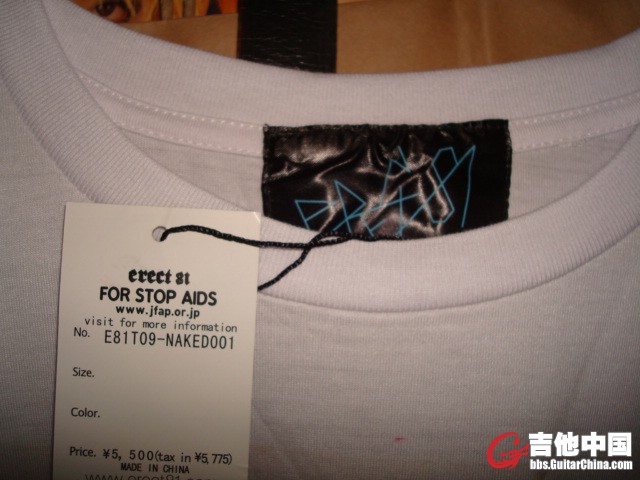 erect 81
FOR STOP AIDS
www.jfap.or.jp
visit for more information
No. E81T09-NAKED001
Size.
Color.
Price. ¥5, 500(tax in ¥5,775)
MADE IN CHINA
吉他中国
bbs.GuitarChina.com